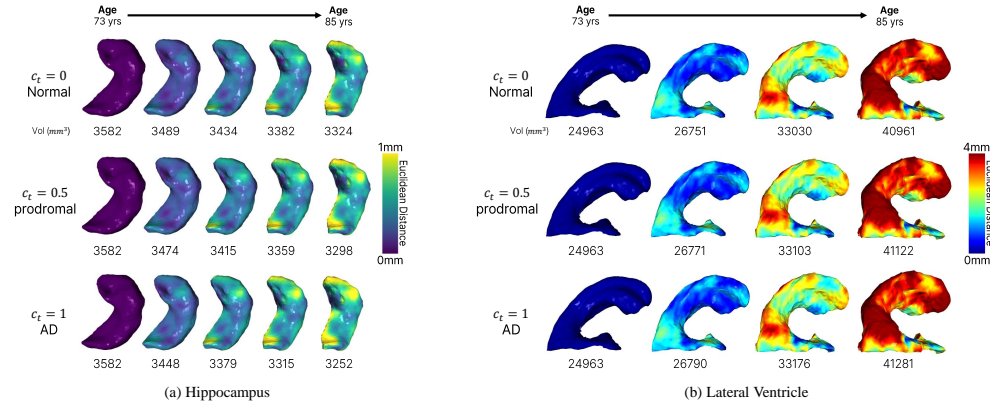 Age
73 yrs
Age
85 yrs
c_t = 0
Normal
Vol (mm³)
3582 3489 3434 3382 3324
c_t = 0.5
prodromal
3582 3474 3415 3359 3298
c_t = 1
AD
3582 3448 3379 3315 3252
1mm
Euclidean Distance
0mm
(a) Hippocampus
Age
73 yrs
Age
85 yrs
c_t = 0
Normal
Vol (mm³)
24963 26751 33030 40961
c_t = 0.5
prodromal
24963 26771 33103 41122
c_t = 1
AD
24963 26790 33176 41281
4mm
Euclidean Distance
0mm
(b) Lateral Ventricle